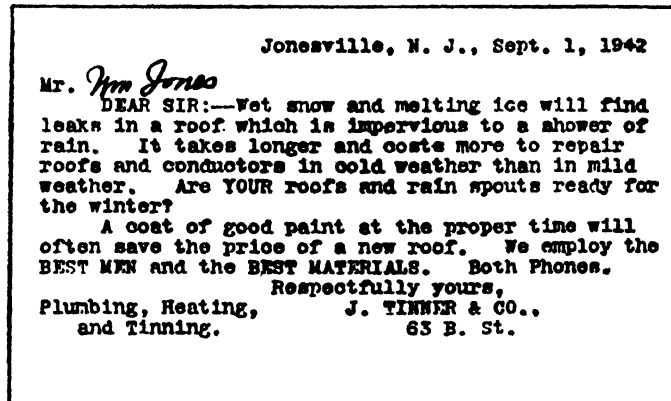 Jonesville, N. J., Sept. 1, 1942
Mr. Wm Jones
DEAR SIR:—Wet snow and melting ice will find
leaks in a roof which is impervious to a shower of
rain. It takes longer and costs more to repair
roofs and conductors in cold weather than in mild
weather. Are YOUR roofs and rain spouts ready for
the winter?
A coat of good paint at the proper time will
often save the price of a new roof. We employ the
BEST MEN and the BEST MATERIALS. Both Phones.
Respectfully yours,
Plumbing, Heating, J. TINNER & CO.,
and Tinning. 63 B. St.